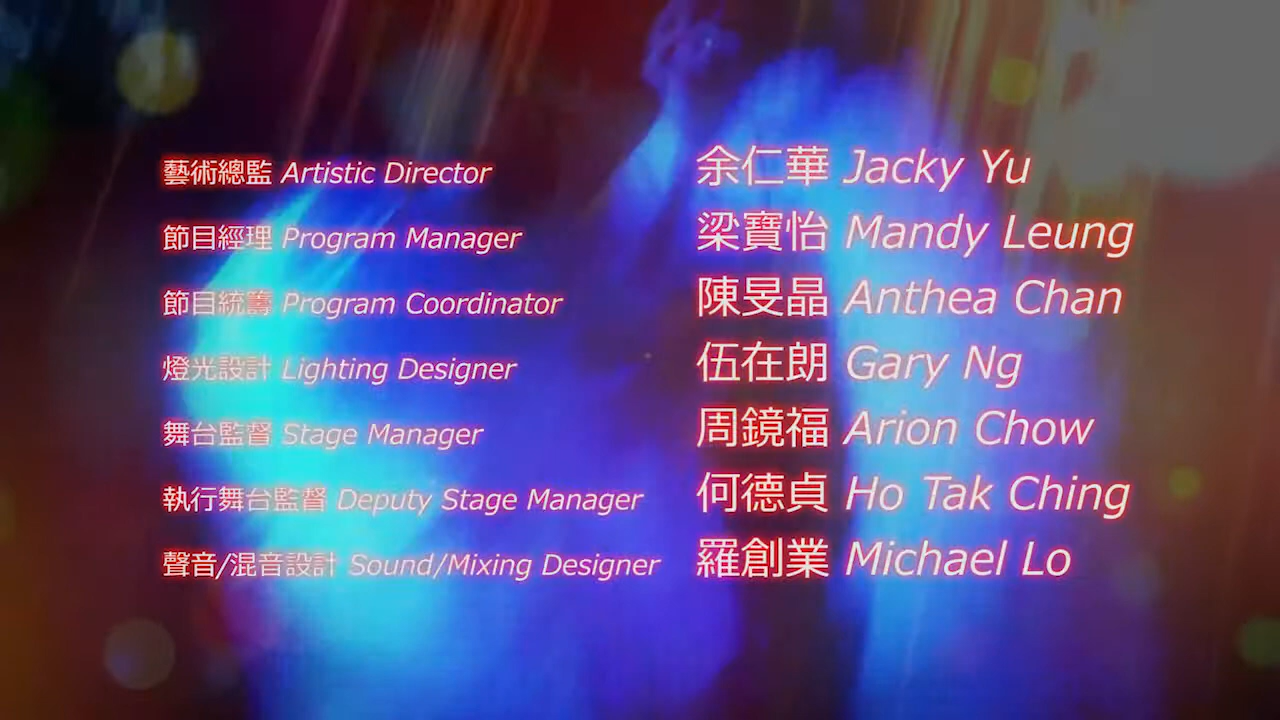 藝術總監 Artistic Director 余仁華 Jacky Yu
節目經理 Program Manager 梁寶怡 Mandy Leung
節目統籌 Program Coordinator 陳旻晶 Anthea Chan
燈光設計 Lighting Designer 伍在朗 Gary Ng
舞台監督 Stage Manager 周鏡福 Arion Chow
執行舞台監督 Deputy Stage Manager 何德貞 Ho Tak Ching
聲音/混音設計 Sound/Mixing Designer 羅創業 Michael Lo